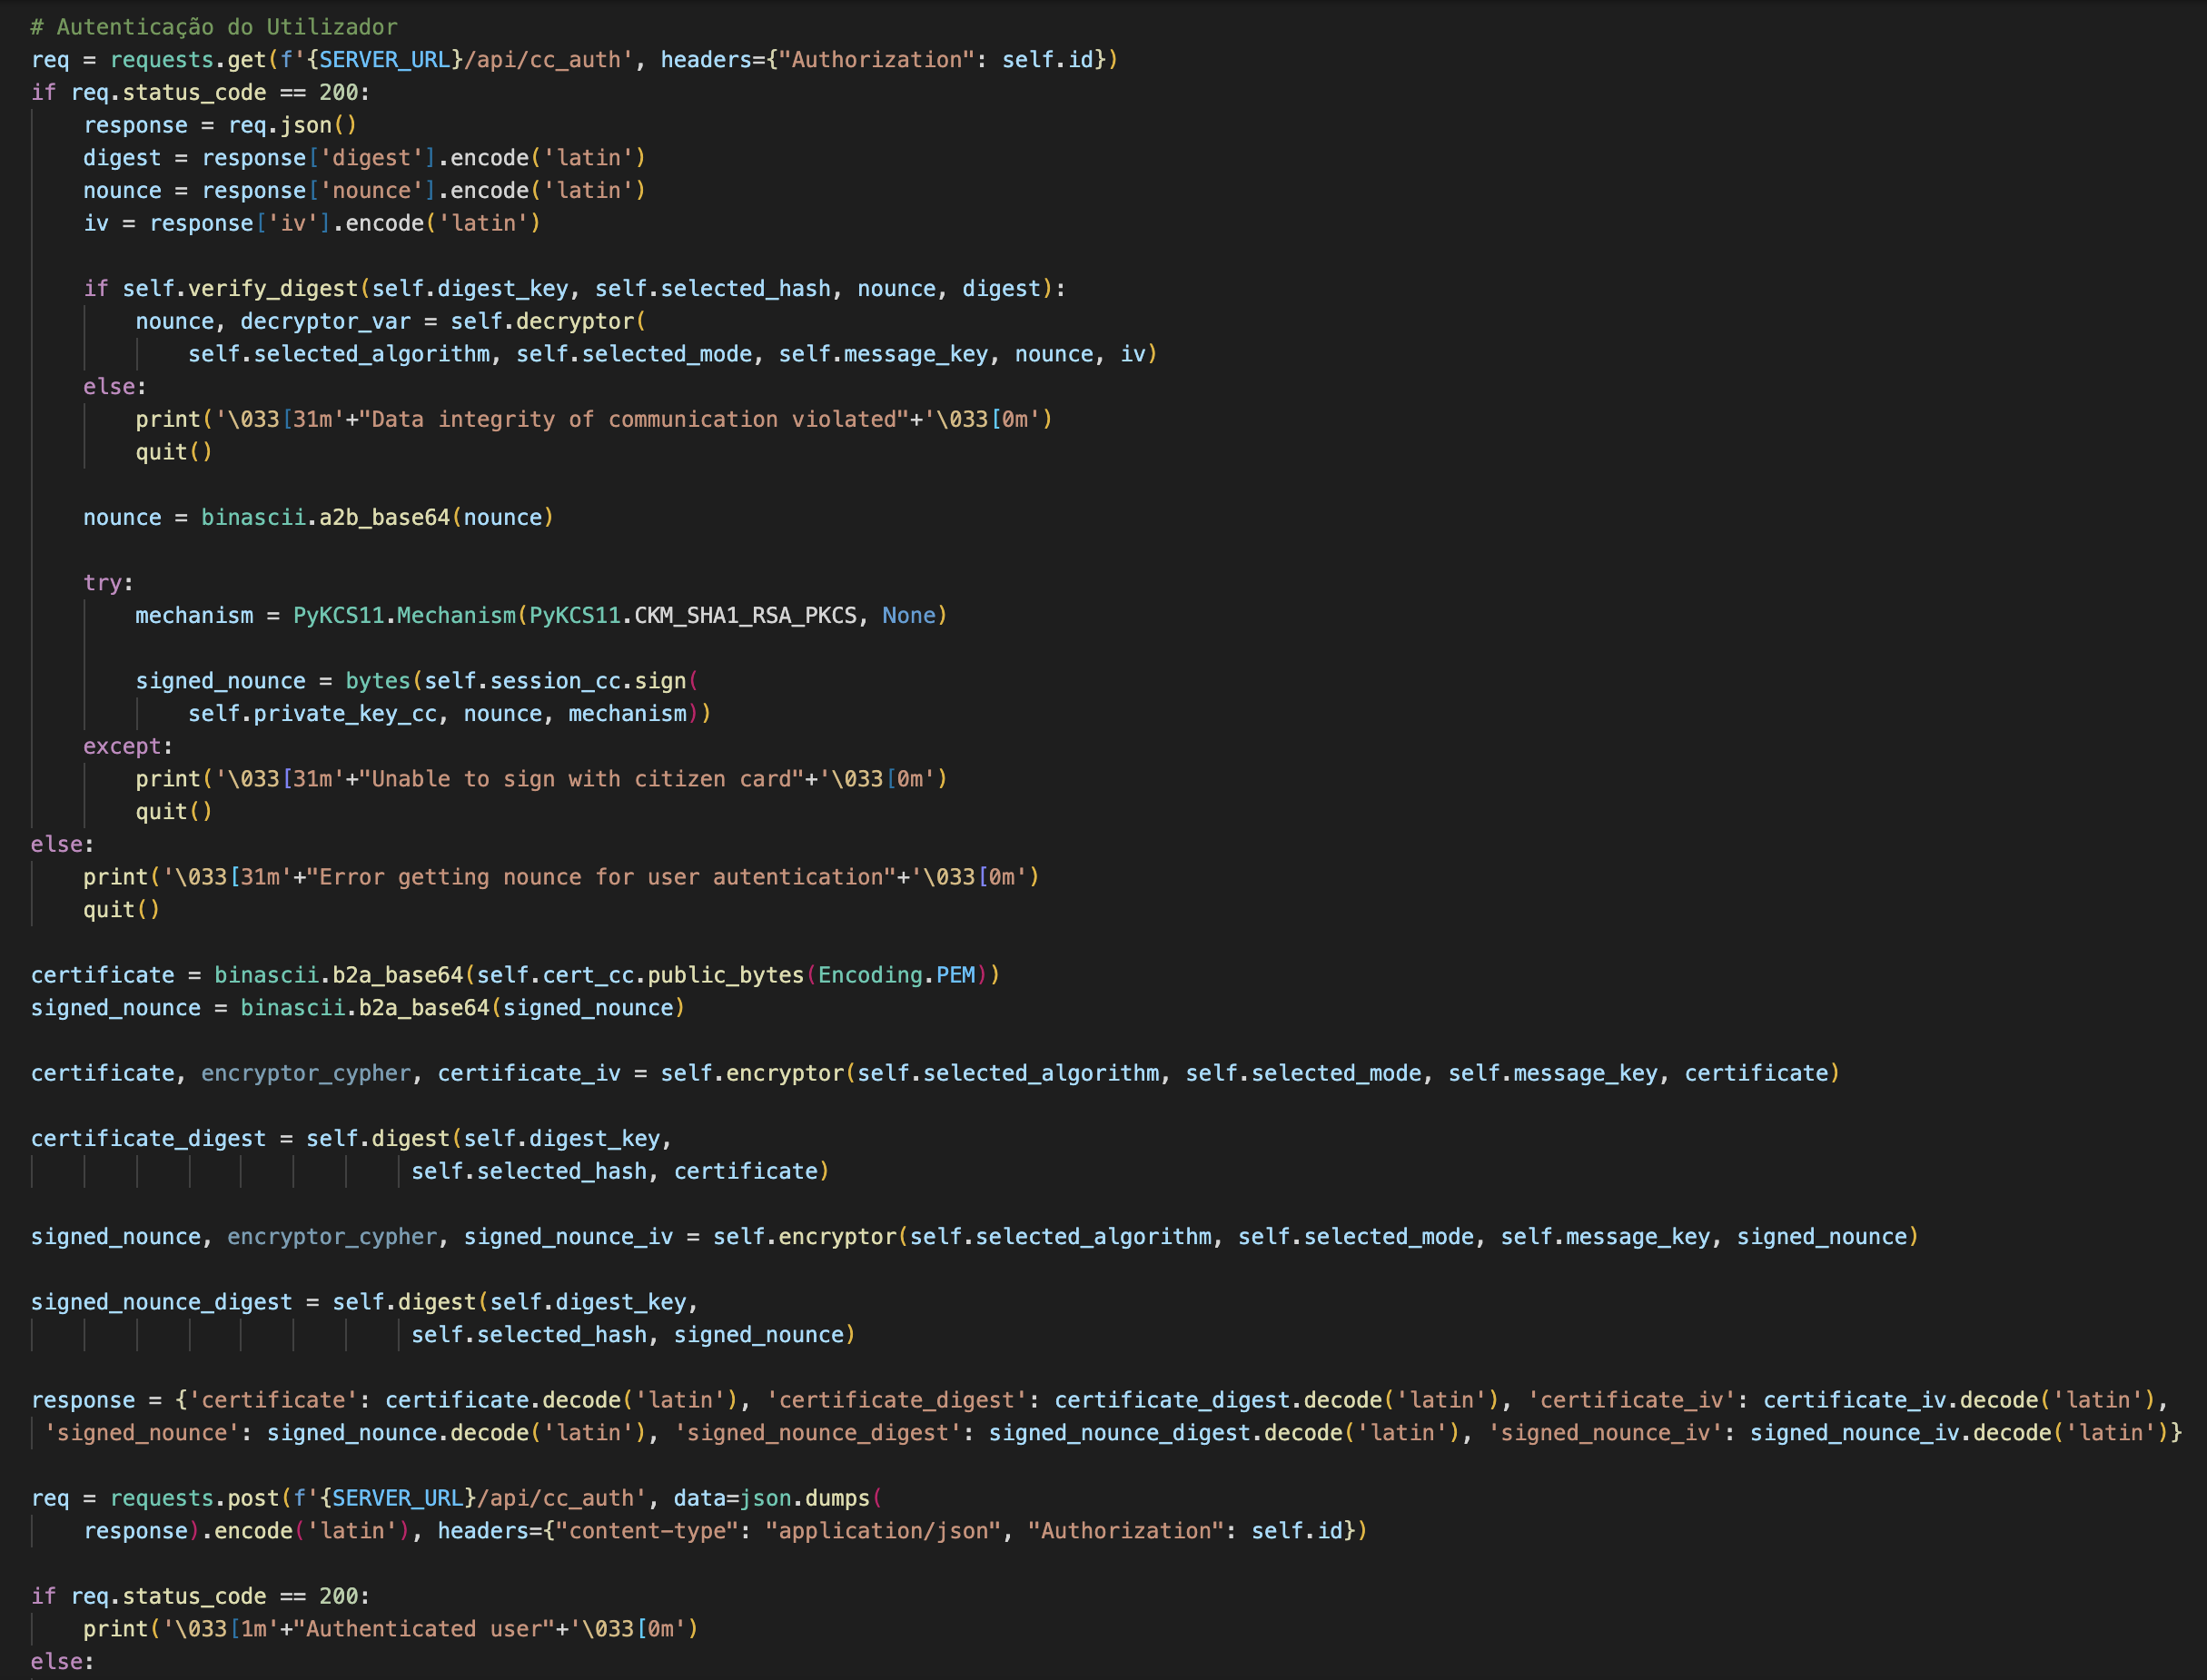 # Autenticação do Utilizador
req = requests.get(f'{SERVER_URL}/api/cc_auth', headers={"Authorization": self.id})
if req.status_code == 200:
    response = req.json()
    digest = response['digest'].encode('latin')
    nounce = response['nounce'].encode('latin')
    iv = response['iv'].encode('latin')

    if self.verify_digest(self.digest_key, self.selected_hash, nounce, digest):
        nounce, decryptor_var = self.decryptor(
            self.selected_algorithm, self.selected_mode, self.message_key, nounce, iv)
    else:
        print('\033[31m'+"Data integrity of communication violated"+'\033[0m')
        quit()

    nounce = binascii.a2b_base64(nounce)

    try:
        mechanism = PyKCS11.Mechanism(PyKCS11.CKM_SHA1_RSA_PKCS, None)

        signed_nounce = bytes(self.session_cc.sign(
            self.private_key_cc, nounce, mechanism))
    except:
        print('\033[31m'+"Unable to sign with citizen card"+'\033[0m')
        quit()
else:
    print('\033[31m'+"Error getting nounce for user autentication"+'\033[0m')
    quit()

certificate = binascii.b2a_base64(self.cert_cc.public_bytes(Encoding.PEM))
signed_nounce = binascii.b2a_base64(signed_nounce)

certificate, encryptor_cypher, certificate_iv = self.encryptor(self.selected_algorithm, self.selected_mode, self.message_key, certificate)

certificate_digest = self.digest(self.digest_key,
                             self.selected_hash, certificate)

signed_nounce, encryptor_cypher, signed_nounce_iv = self.encryptor(self.selected_algorithm, self.selected_mode, self.message_key, signed_nounce)

signed_nounce_digest = self.digest(self.digest_key,
                             self.selected_hash, signed_nounce)

response = {'certificate': certificate.decode('latin'), 'certificate_digest': certificate_digest.decode('latin'), 'certificate_iv': certificate_iv.decode('latin'),
 'signed_nounce': signed_nounce.decode('latin'), 'signed_nounce_digest': signed_nounce_digest.decode('latin'), 'signed_nounce_iv': signed_nounce_iv.decode('latin')}

req = requests.post(f'{SERVER_URL}/api/cc_auth', data=json.dumps(
    response).encode('latin'), headers={"content-type": "application/json", "Authorization": self.id})

if req.status_code == 200:
    print('\033[1m'+"Authenticated user"+'\033[0m')
else: